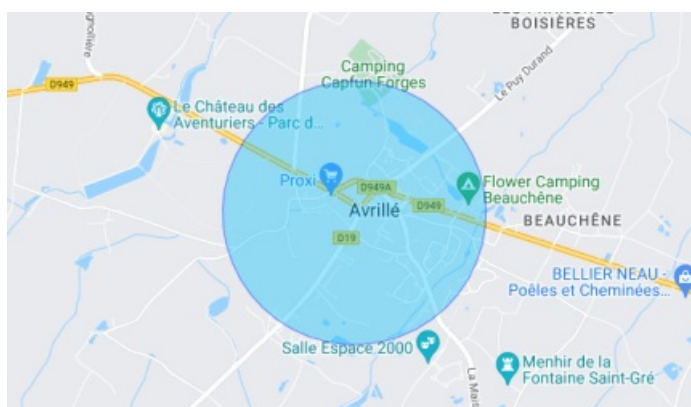 BOISIÈRES
Camping
Capfun Forges
Le Puy Durand
D949
Le Château des
Aventuriers - Parc d...
Proxi
D949A
Flower Camping
Beauchêne
Avrillé
D949
BEAUCHÊNE
D19
BELLIER NEAU -
Poêles et Cheminées...
Salle Espace 2000
Menhir de la
Fontaine Saint-Gré
La Mais